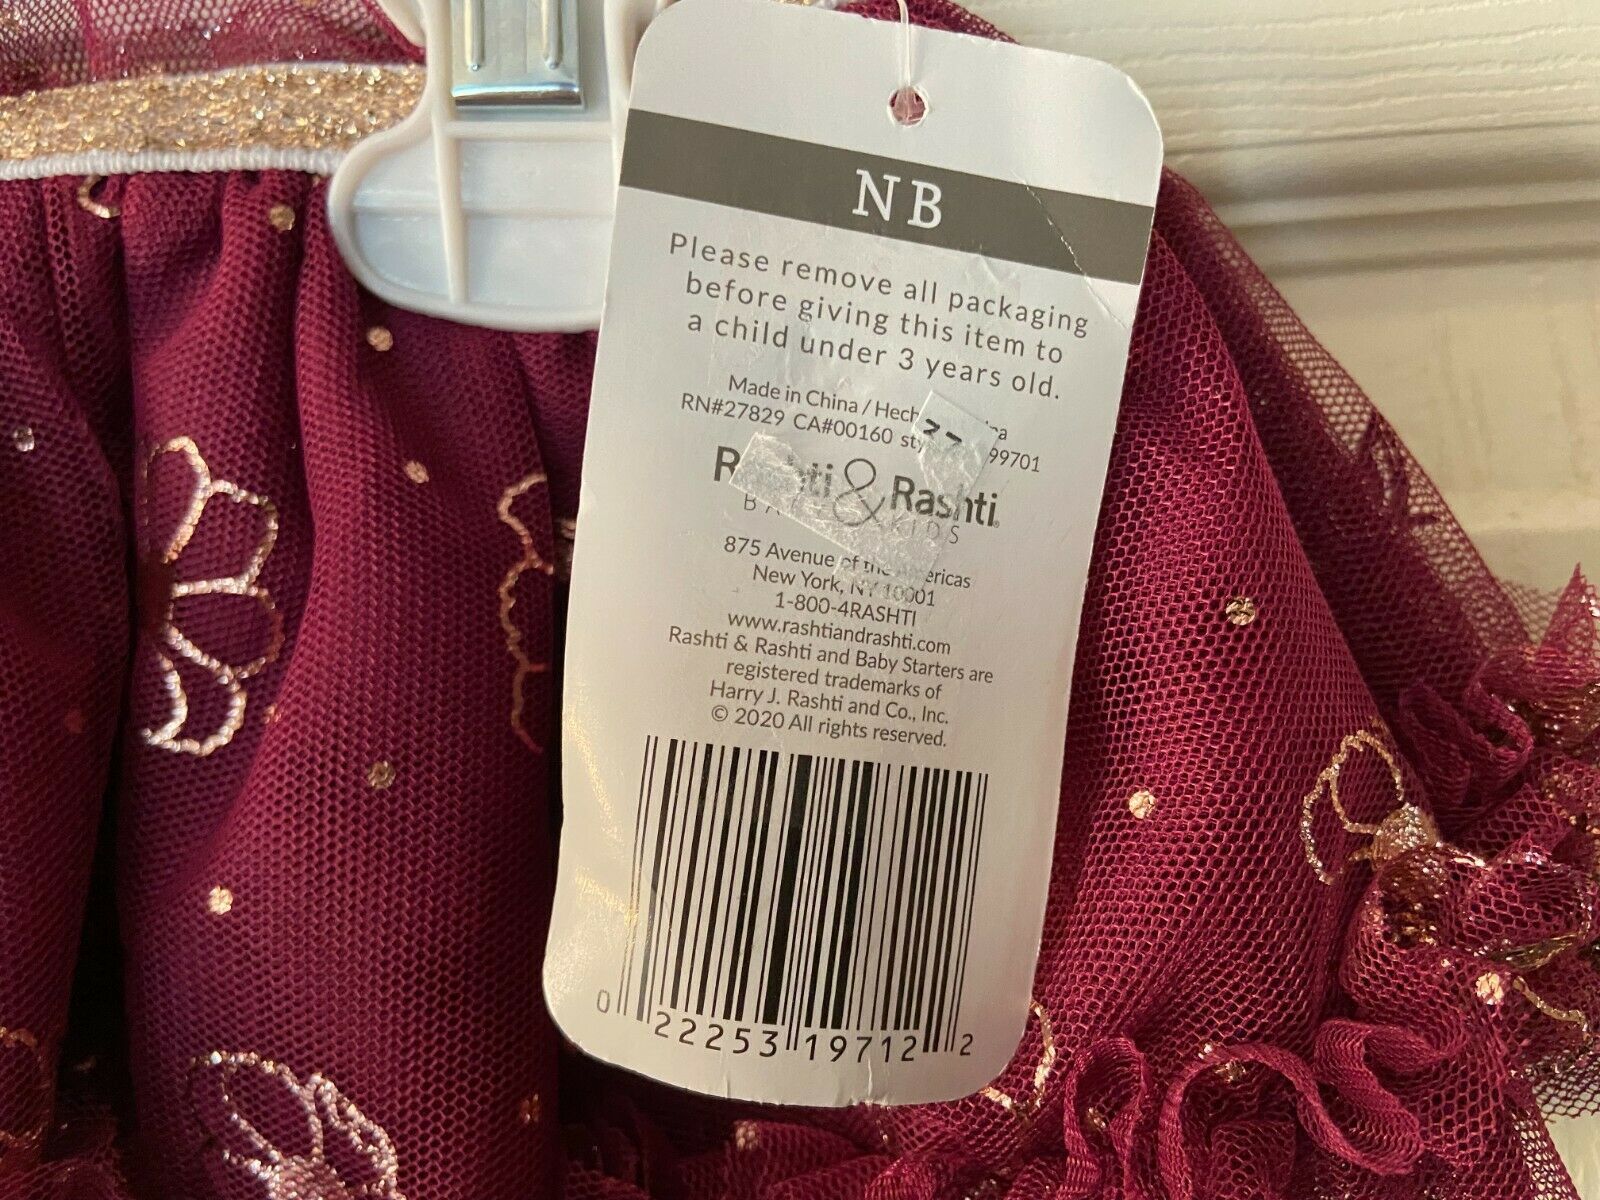 NB
Please remove all packaging
before giving this item to
a child under 3 years old.
Made in China /
RN#27829 CA#00160 99701
& Rashti
KIDS
875 Avenue of the Americas
New York, NY 10001
1-800-4RASHTI
www.rashtiandrashti.com
Rashti & Rashti and Baby Starters are
registered trademarks of
Harry J. Rashti and Co., Inc.
© 2020 All rights reserved.
0 22253 19712 2